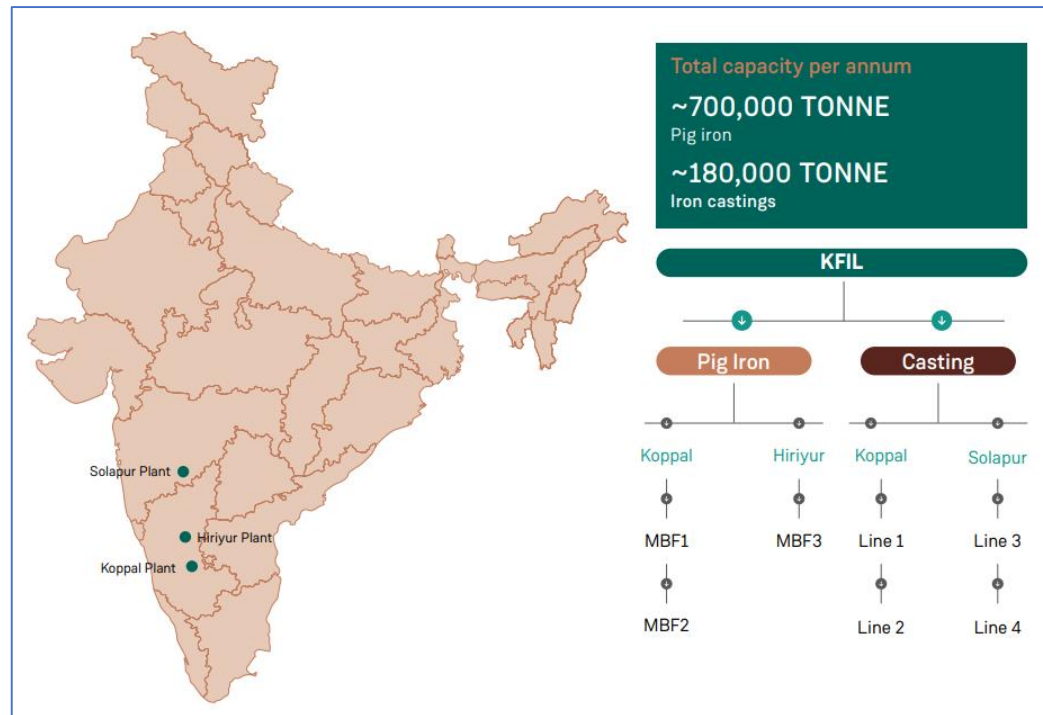 Total capacity per annum
~700,000 TONNE
Pig iron
~180,000 TONNE
Iron castings
KFIL
Pig Iron
Casting
Koppal
Hiriyur
Koppal
Solapur
MBF1
MBF3
Line 1
Line 3
MBF2
Line 2
Line 4
Solapur Plant
Hiriyur Plant
Koppal Plant